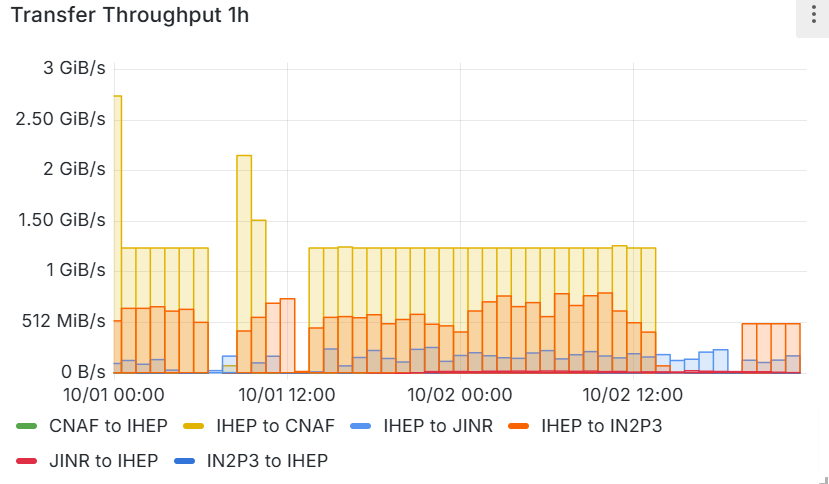 Transfer Throughput 1h
3 GiB/s
2.50 GiB/s
2 GiB/s
1.50 GiB/s
1 GiB/s
512 MiB/s
0 B/s
10/01 00:00 10/01 12:00 10/02 00:00 10/02 12:00
CNAF to IHEP IHEP to CNAF IHEP to JINR IHEP to IN2P3
JINR to IHEP IN2P3 to IHEP